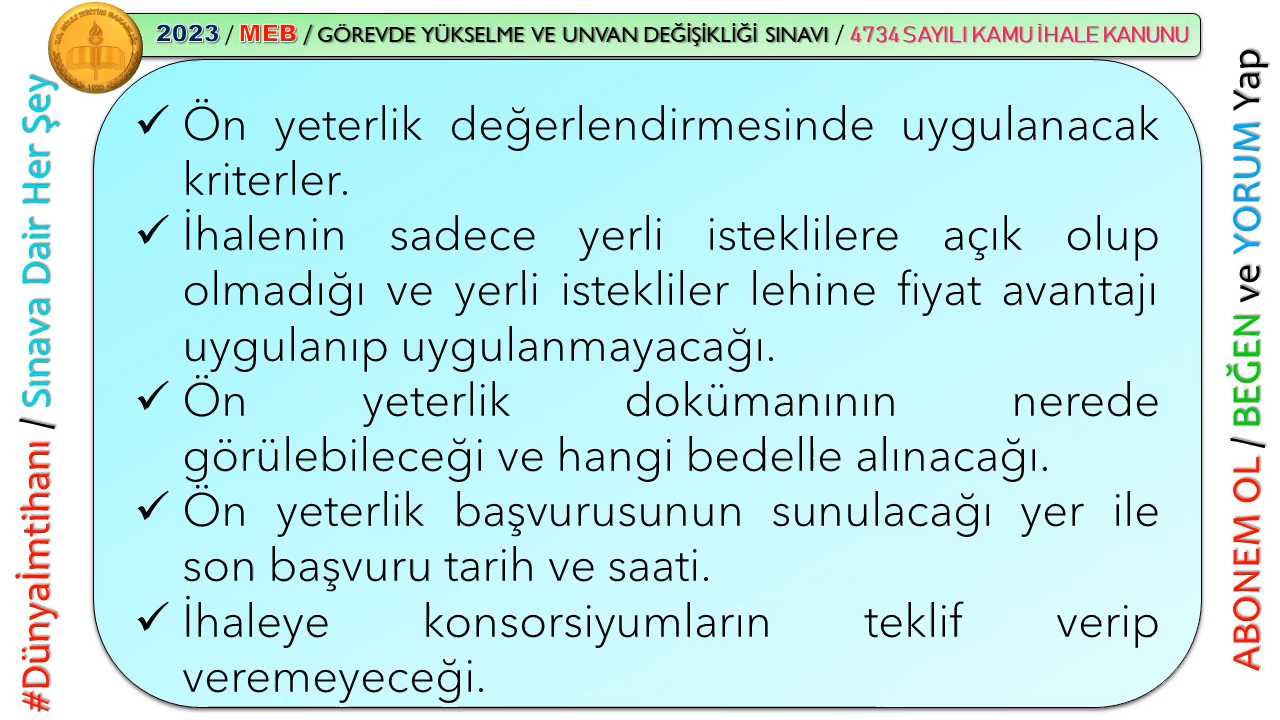 2023 / MEB / GÖREVDE YÜKSELME VE UNVAN DEĞİŞİKLİĞİ SINAVI / 4734 SAYILI KAMU İHALE KANUNU
#Dünyaİmtihanı / Sınava Dair Her Şey
✓ Ön yeterlik değerlendirmesinde uygulanacak
kriterler.
✓ İhalenin sadece yerli isteklilere açık olup
olmadığı ve yerli istekliler lehine fiyat avantajı
uygulanıp uygulanmayacağı.
✓ Ön yeterlik dokümanının nerede
görülebileceği ve hangi bedelle alınacağı.
✓ Ön yeterlik başvurusunun sunulacağı yer ile
son başvuru tarih ve saati.
✓ İhaleye konsorsiyumların teklif verip
veremeyeceği.
ABONEM OL / BEĞEN ve YORUM Yap